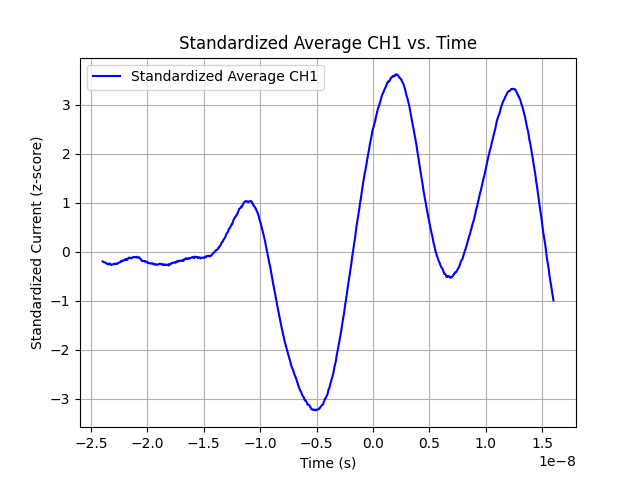 Standardized Average CH1 vs. Time
Standardized Average CH1
Standardized Current (z-score)
3
2
1
0
−1
−2
−3
−2.5 −2.0 −1.5 −1.0 −0.5 0.0 0.5 1.0 1.5
1e−8
Time (s)